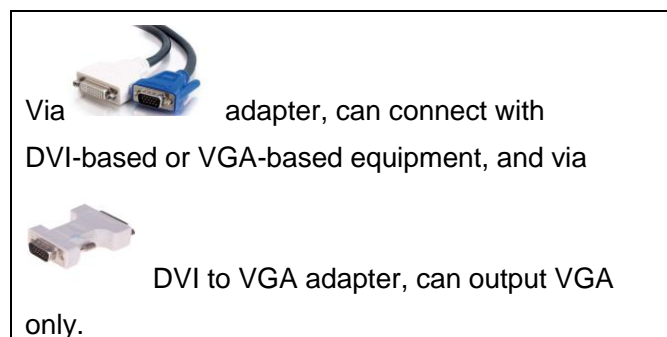 Via adapter, can connect with
DVI-based or VGA-based equipment, and via
DVI to VGA adapter, can output VGA
only.